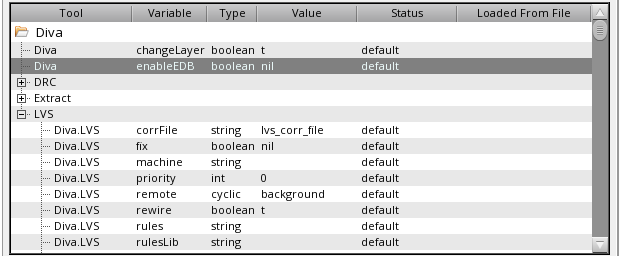 Tool Variable Type Value Status Loaded From File
Diva
Diva changeLayer boolean t default
Diva enableEDB boolean nil default
DRC
Extract
LVS
Diva.LVS corrFile string lvs_corr_file default
Diva.LVS fix boolean nil default
Diva.LVS machine string default
Diva.LVS priority int 0 default
Diva.LVS remote cyclic background default
Diva.LVS rewire boolean t default
Diva.LVS rules string default
Diva.LVS rulesLib string default